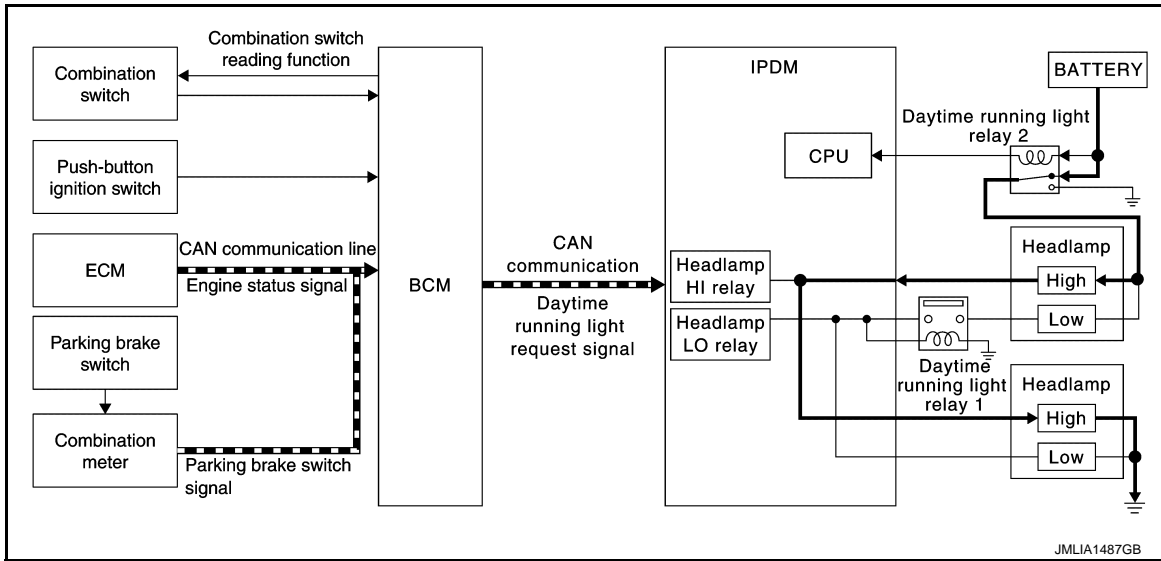 Combination switch
reading function
Combination
switch
Push-button
ignition switch
ECM
CAN communication line
Engine status signal
Parking brake
switch
Combination
meter
Parking brake switch
signal
BCM
CAN
communication
Daytime
running light
request signal
IPDM
CPU
Headlamp
HI relay
Headlamp
LO relay
BATTERY
Daytime running light
relay 2
Headlamp
High
Low
Daytime
running light
relay 1
Headlamp
High
Low
JMLIA1487GB